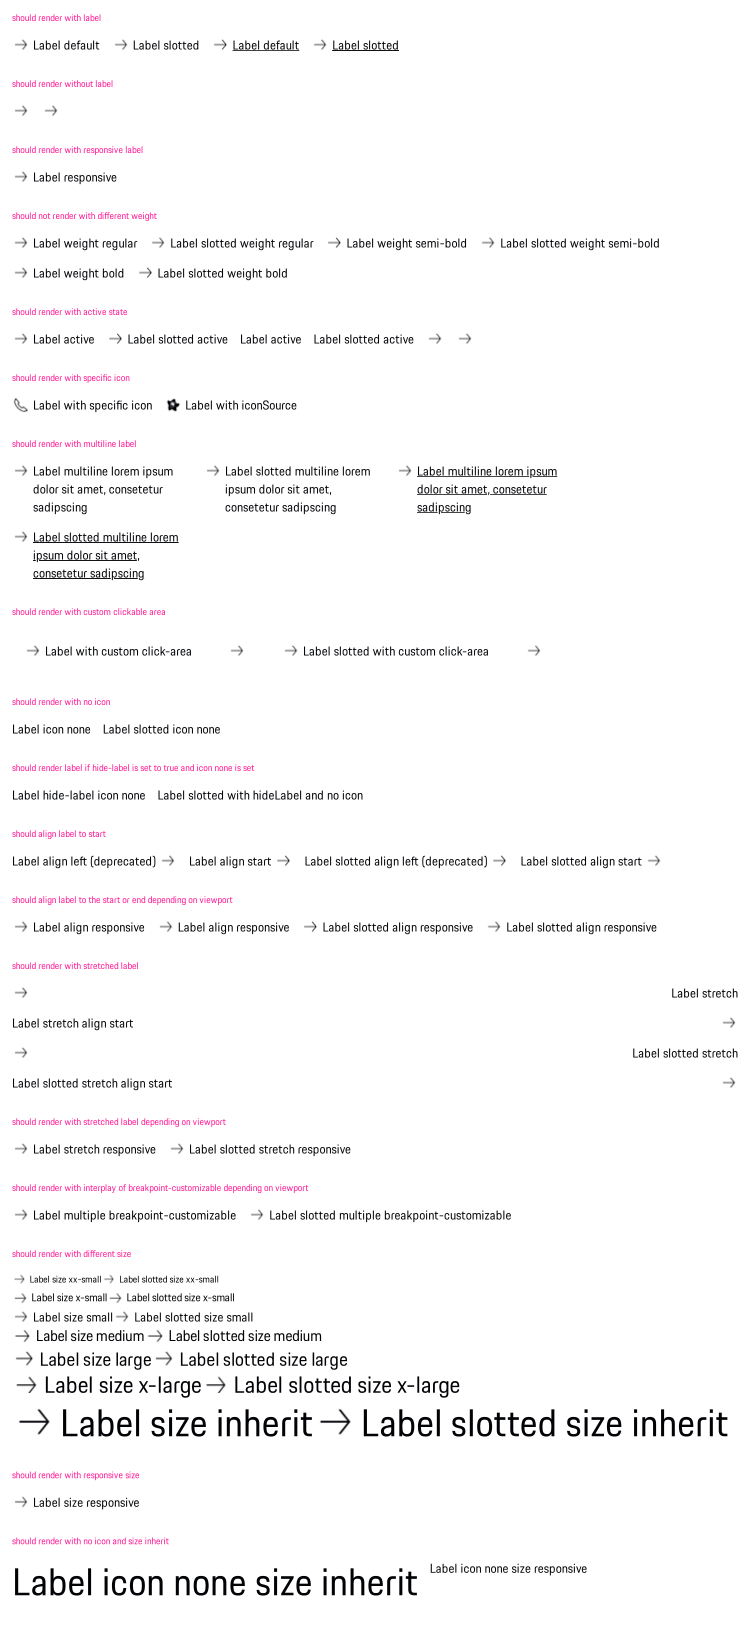 should render with label
Label default Label slotted Label default Label slotted
should render without label
should render with responsive label
Label responsive
should not render with different weight
Label weight regular Label slotted weight regular Label weight semi-bold Label slotted weight semi-bold
Label weight bold Label slotted weight bold
should render with active state
Label active Label slotted active Label active Label slotted active
should render with specific icon
Label with specific icon Label with iconSource
should render with multiline label
Label multiline lorem ipsum Label slotted multiline lorem Label multiline lorem ipsum
dolor sit amet, consetetur ipsum dolor sit amet, dolor sit amet, consetetur
sadipscing consetetur sadipscing sadipscing
Label slotted multiline lorem
ipsum dolor sit amet,
consetetur sadipscing
should render with custom clickable area
Label with custom click-area Label slotted with custom click-area
should render with no icon
Label icon none Label slotted icon none
should render label if hide-label is set to true and icon none is set
Label hide-label icon none Label slotted with hideLabel and no icon
should align label to start
Label align left (deprecated) Label align start Label slotted align left (deprecated) Label slotted align start
should align label to the start or end depending on viewport
Label align responsive Label align responsive Label slotted align responsive Label slotted align responsive
should render with stretched label
Label stretch
Label stretch align start
Label slotted stretch
Label slotted stretch align start
should render with stretched label depending on viewport
Label stretch responsive Label slotted stretch responsive
should render with interplay of breakpoint-customizable depending on viewport
Label multiple breakpoint-customizable Label slotted multiple breakpoint-customizable
should render with different size
Label size xx-small Label slotted size xx-small
Label size x-small Label slotted size x-small
Label size small Label slotted size small
Label size medium Label slotted size medium
Label size large Label slotted size large
Label size x-large Label slotted size x-large
Label size inherit Label slotted size inherit
should render with responsive size
Label size responsive
should render with no icon and size inherit
Label icon none size inherit Label icon none size responsive